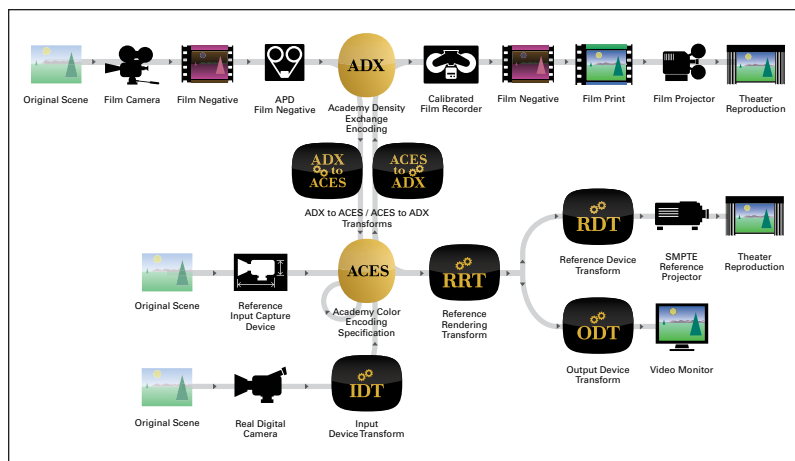 ADX
Original Scene
Film Camera
Film Negative
APD
Film Negative
Academy Density
Exchange
Encoding
Calibrated
Film Recorder
Film Negative
Film Print
Film Projector
Theater
Reproduction
ADX
to
ACES
ACES
to
ADX
ADX to ACES / ACES to ADX
Transforms
RDT
Reference Device
Transform
SMPTE
Reference
Projector
Theater
Reproduction
ACES
RRT
Original Scene
Reference
Input Capture
Device
Academy Color
Encoding
Specification
Reference
Rendering
Transform
ODT
Output Device
Transform
Video Monitor
IDT
Original Scene
Real Digital
Camera
Input
Device Transform